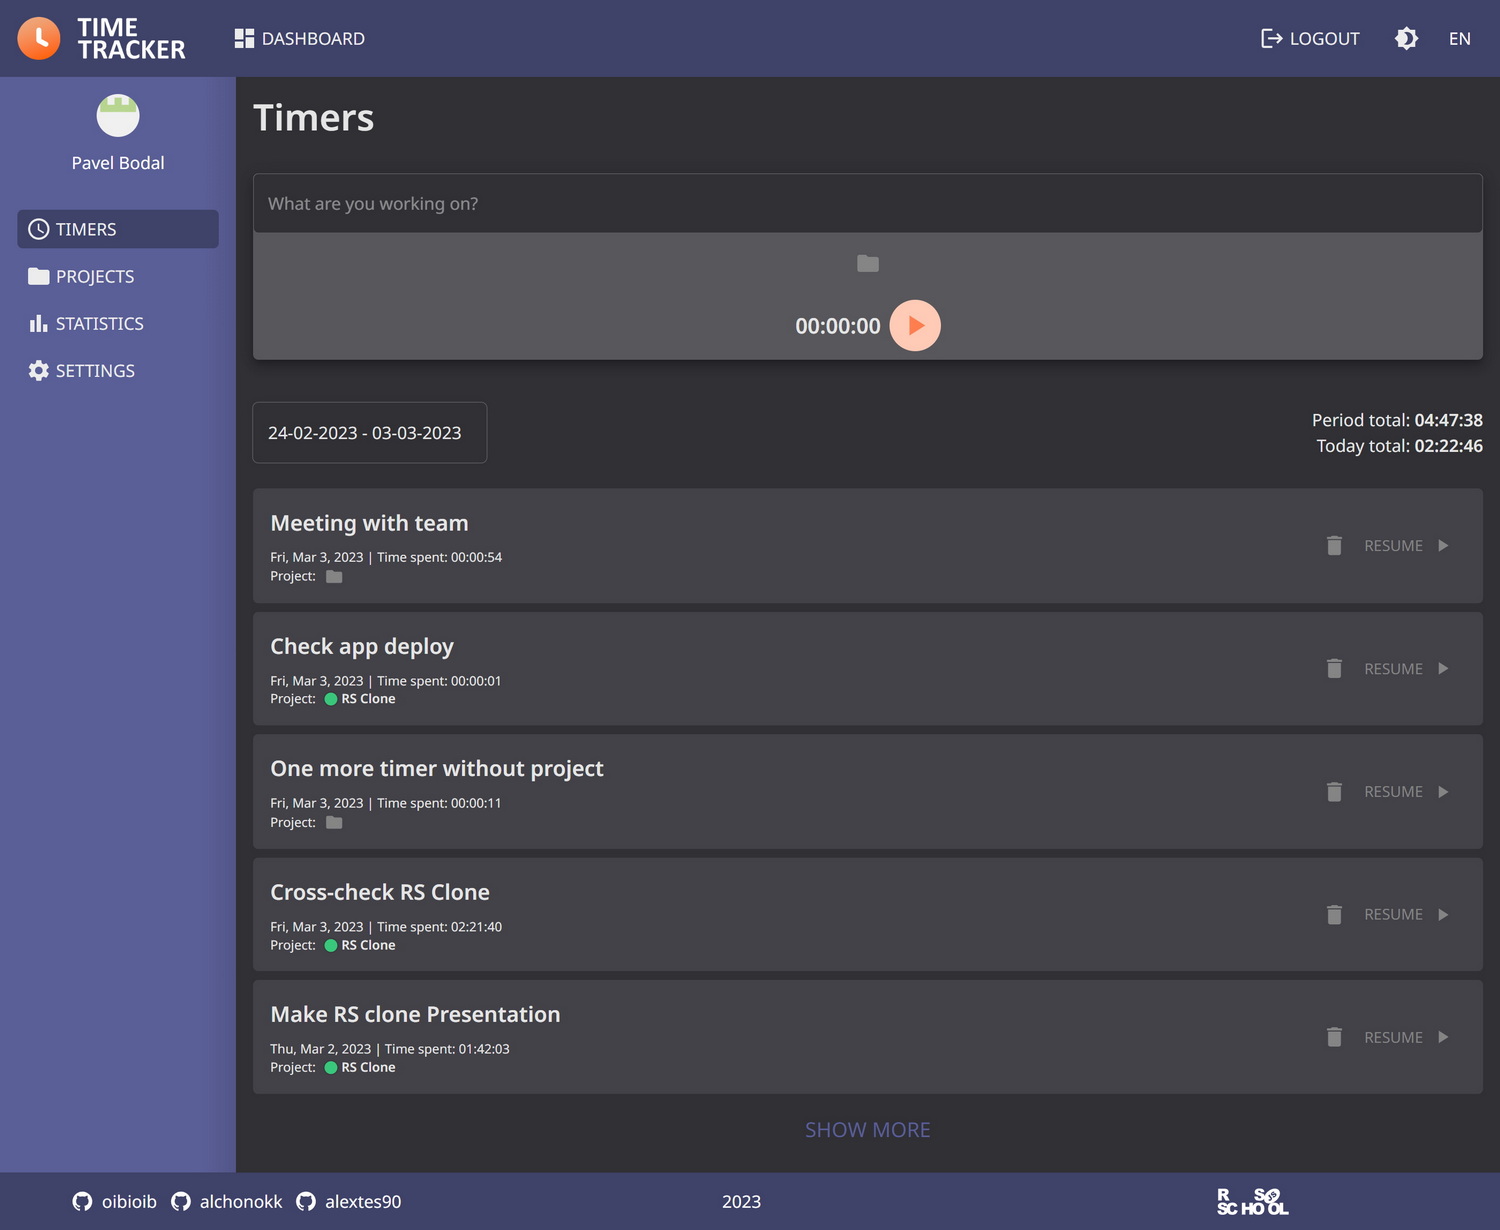 TIME
TRACKER
DASHBOARD
LOGOUT
EN
Pavel Bodal
TIMERS
PROJECTS
STATISTICS
SETTINGS
Timers
What are you working on?
00:00:00
24-02-2023 - 03-03-2023
Period total: 04:47:38
Today total: 02:22:46
Meeting with team
Fri, Mar 3, 2023 | Time spent: 00:00:54
Project:
RESUME
Check app deploy
Fri, Mar 3, 2023 | Time spent: 00:00:01
Project: RS Clone
RESUME
One more timer without project
Fri, Mar 3, 2023 | Time spent: 00:00:11
Project:
RESUME
Cross-check RS Clone
Fri, Mar 3, 2023 | Time spent: 02:21:40
Project: RS Clone
RESUME
Make RS clone Presentation
Thu, Mar 2, 2023 | Time spent: 01:42:03
Project: RS Clone
RESUME
SHOW MORE
oibioib alchonokk alextes90
2023
R S
SCHOOL